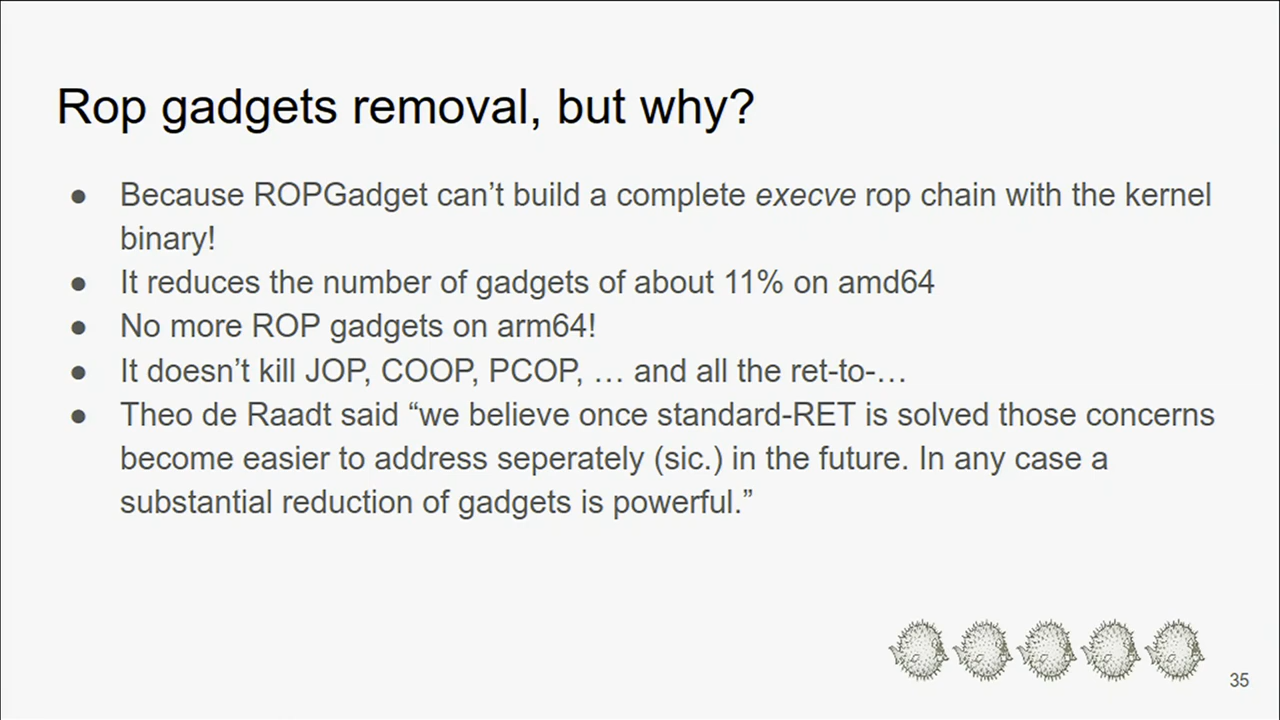 Rop gadgets removal, but why?
● Because ROPGadget can’t build a complete execve rop chain with the kernel
binary!
● It reduces the number of gadgets of about 11% on amd64
● No more ROP gadgets on arm64!
● It doesn’t kill JOP, COOP, PCOP, … and all the ret-to-…
● Theo de Raadt said “we believe once standard-RET is solved those concerns
become easier to address seperately (sic.) in the future. In any case a
substantial reduction of gadgets is powerful.”
35